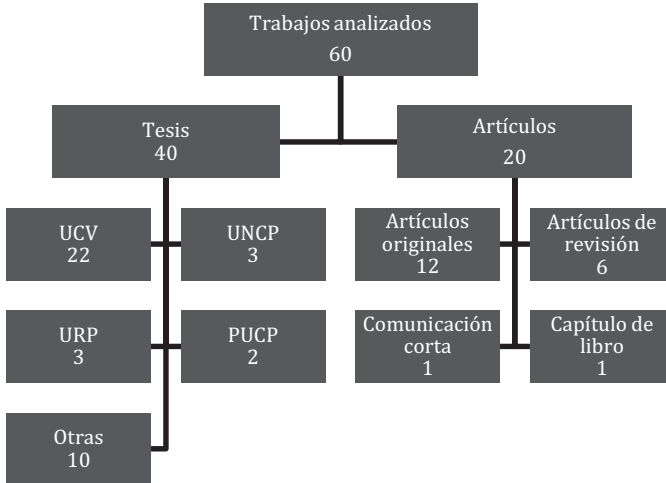 Trabajos analizados
60
Tesis
40
Artículos
20
UCV
22
UNCP
3
URP
3
PUCP
2
Otras
10
Artículos
originales
12
Artículos de
revisión
6
Comunicación
corta
1
Capítulo de
libro
1